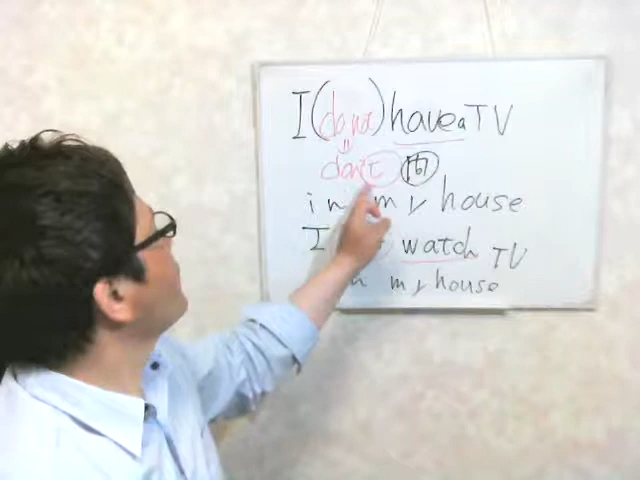 I (do not) have a TV
don't
in my house
I watch TV
in my house